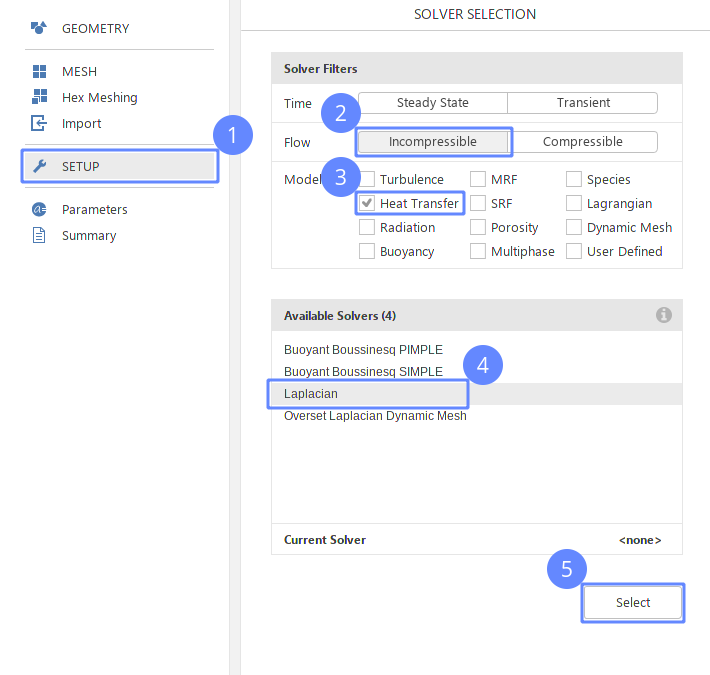 GEOMETRY
MESH
Hex Meshing
Import
1
SETUP
Parameters
Summary
SOLVER SELECTION
Solver Filters
Time Steady State Transient
2
Flow Incompressible Compressible
3
Model Turbulence MRF Species
Heat Transfer SRF Lagrangian
Radiation Porosity Dynamic Mesh
Buoyancy Multiphase User Defined
Available Solvers (4)
Buoyant Boussinesq PIMPLE
4
Buoyant Boussinesq SIMPLE
Laplacian
Overset Laplacian Dynamic Mesh
Current Solver <none>
5
Select